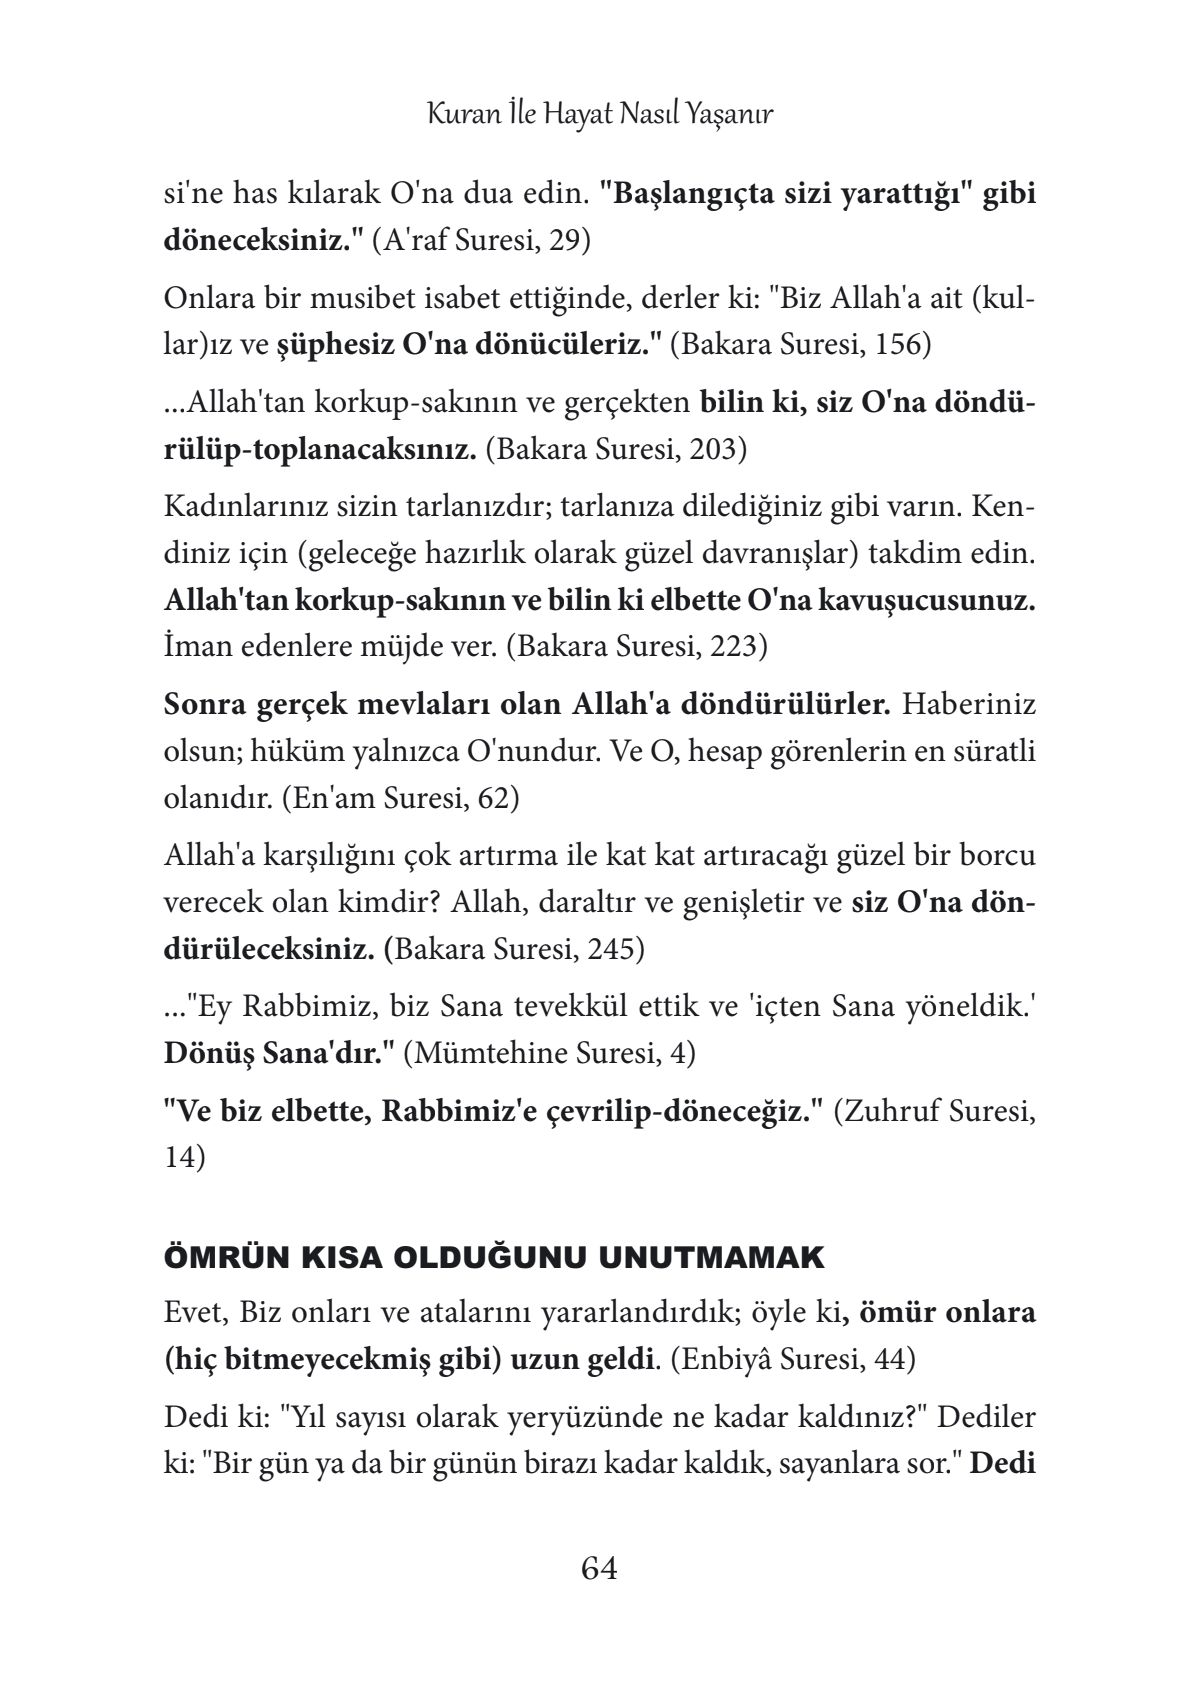 Kuran İle Hayat Nasıl Yaşanır
si'ne has kılarak O'na dua edin. "Başlangıçta sizi yarattığı" gibi
döneceksiniz." (A'raf Suresi, 29)
Onlara bir musibet isabet ettiğinde, derler ki: "Biz Allah'a ait (kul-
lar)ız ve şüphesiz O'na dönücüleriz." (Bakara Suresi, 156)
...Allah'tan korkup-sakının ve gerçekten bilin ki, siz O'na döndü-
rülüp-toplanacaksınız. (Bakara Suresi, 203)
Kadınlarınız sizin tarlanızdır; tarlanıza dilediğiniz gibi varın. Ken-
diniz için (geleceğe hazırlık olarak güzel davranışlar) takdim edin.
Allah'tan korkup-sakının ve bilin ki elbette O'na kavuşucusunuz.
İman edenlere müjde ver. (Bakara Suresi, 223)
Sonra gerçek mevlaları olan Allah'a döndürülürler. Haberiniz
olsun; hüküm yalnızca O'nundur. Ve O, hesap görenlerin en süratli
olanıdır. (En'am Suresi, 62)
Allah'a karşılığını çok artırma ile kat kat artıracağı güzel bir borcu
verecek olan kimdir? Allah, daraltır ve genişletir ve siz O'na dön-
dürüleceksiniz. (Bakara Suresi, 245)
..."Ey Rabbimiz, biz Sana tevekkül ettik ve 'içten Sana yöneldik.'
Dönüş Sana'dır." (Mümtehine Suresi, 4)
"Ve biz elbette, Rabbimiz'e çevrilip-döneceğiz." (Zuhruf Suresi,
14)
ÖMRÜN KISA OLDUĞUNU UNUTMAMAK
Evet, Biz onları ve atalarını yararlandırdık; öyle ki, ömür onlara
(hiç bitmeyecekmiş gibi) uzun geldi. (Enbiyâ Suresi, 44)
Dedi ki: "Yıl sayısı olarak yeryüzünde ne kadar kaldınız?" Dediler
ki: "Bir gün ya da bir günün birazı kadar kaldık, sayanlara sor." Dedi
64